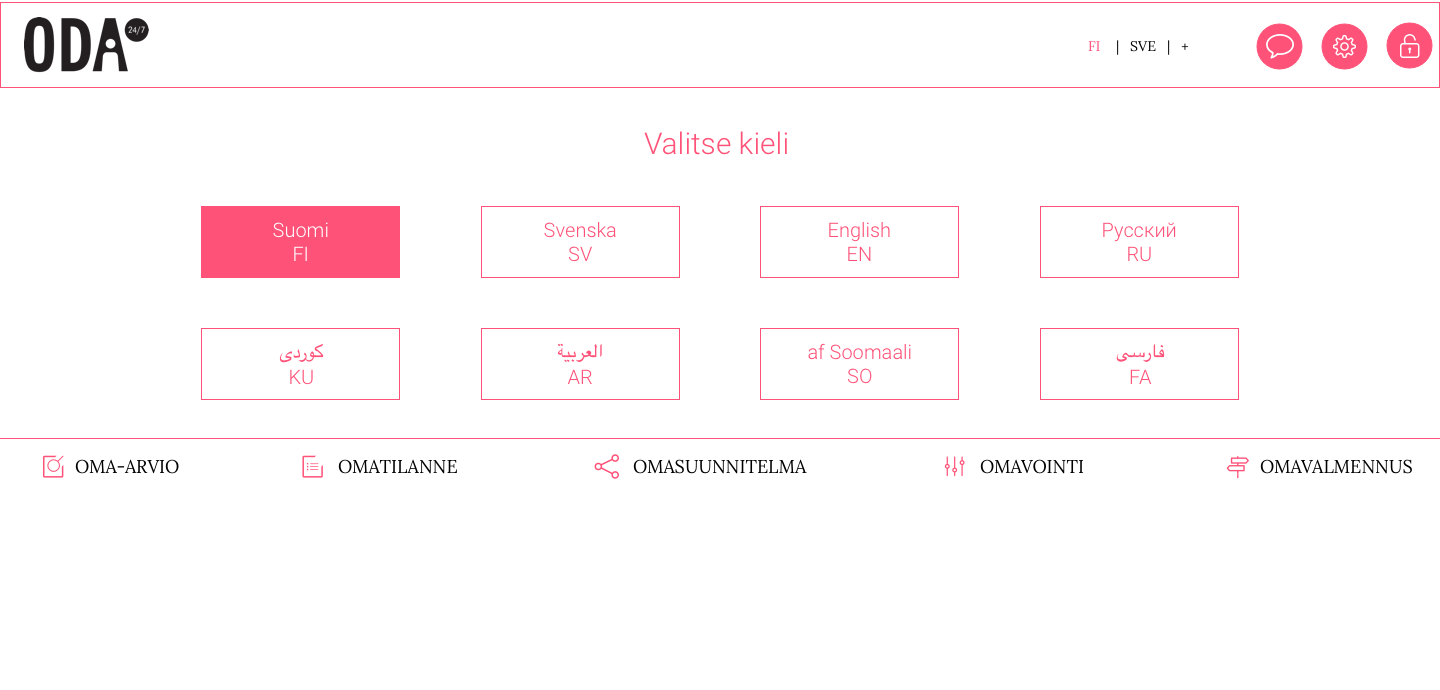 ODA 24/7
FI | SVE | +
Valitse kieli
Suomi
FI
Svenska
SV
English
EN
Русский
RU
کوردی
KU
العربية
AR
af Soomaali
SO
فارسی
FA
OMA-ARVIO
OMATILANNE
OMASUUNNITELMA
OMAVOINTI
OMAVALMENNUS